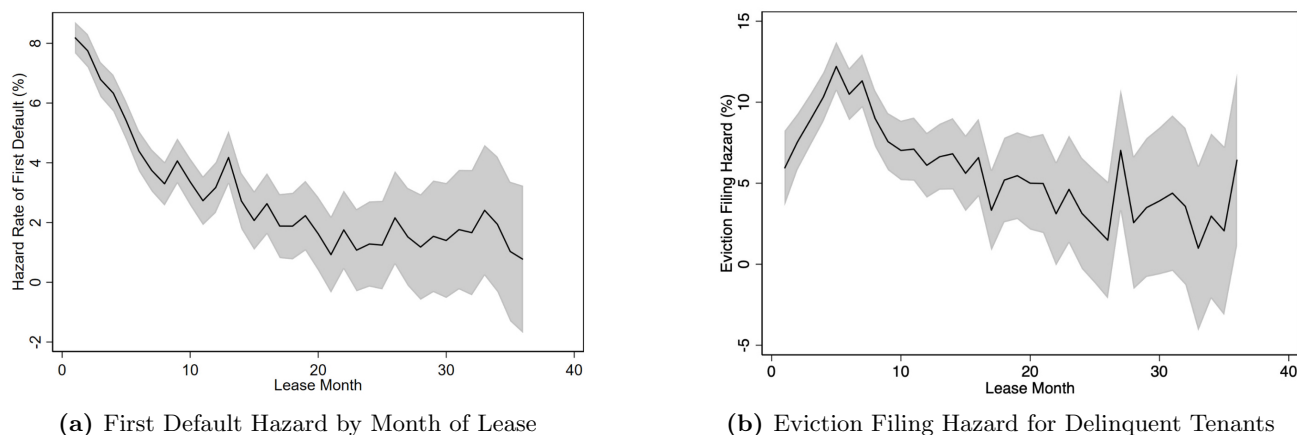 Hazard Rate of First Default (%)
8
6
4
2
0
-2
0 10 20 30 40
Lease Month
(a) First Default Hazard by Month of Lease
Eviction Filing Hazard (%)
15
10
5
0
-5
0 10 20 30 40
Lease Month
(b) Eviction Filing Hazard for Delinquent Tenants